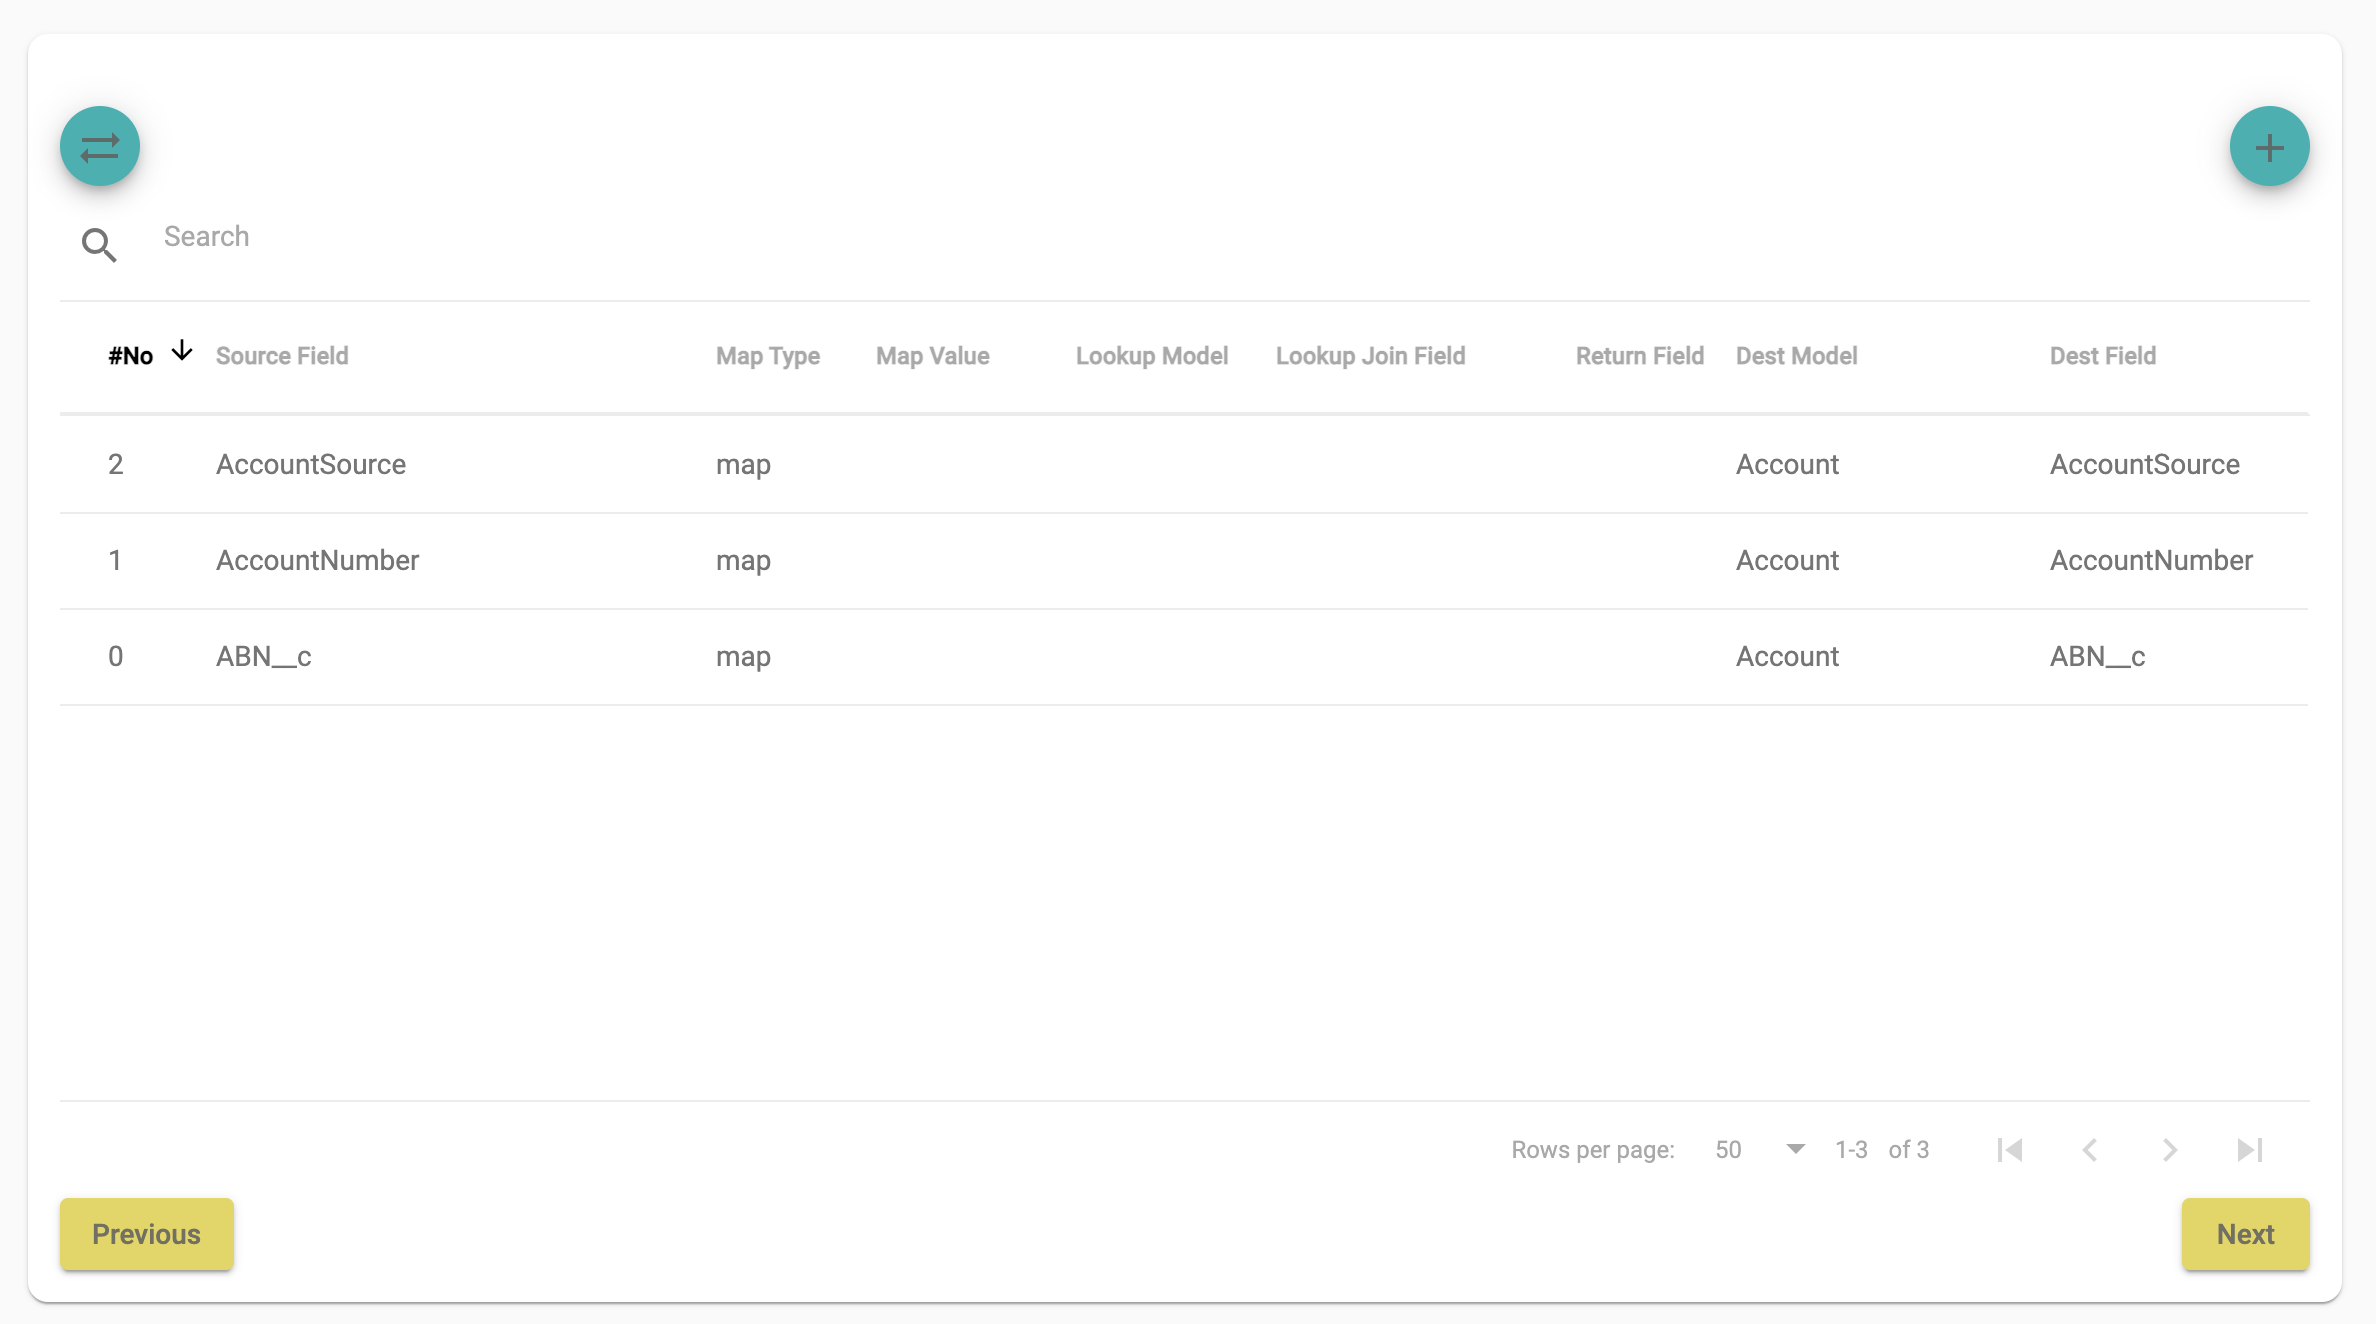 Search
#No Source Field Map Type Map Value Lookup Model Lookup Join Field Return Field Dest Model Dest Field
2 AccountSource map Account AccountSource
1 AccountNumber map Account AccountNumber
0 ABN__c map Account ABN__c
Rows per page: 50 1-3 of 3
Previous Next